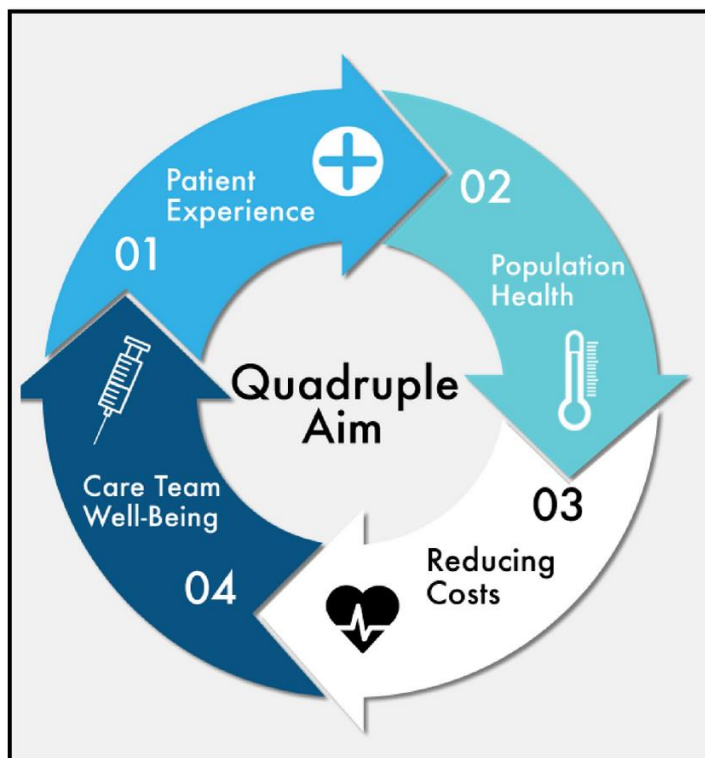 Quadruple
Aim
01
Patient
Experience
02
Population
Health
03
Reducing
Costs
04
Care Team
Well-Being